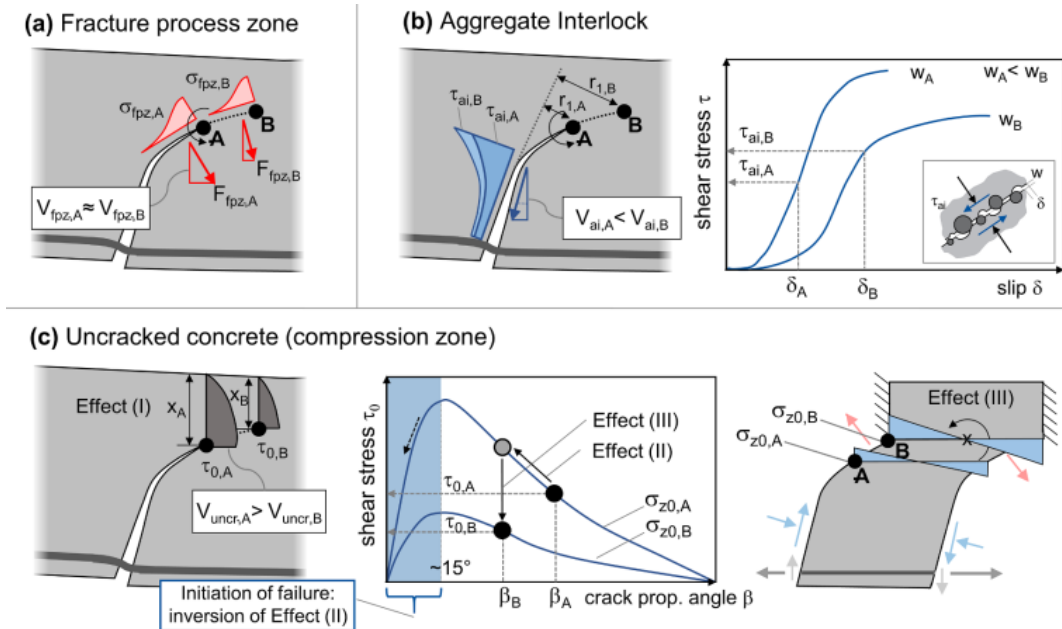 (a) Fracture process zone
σfpz,B
σfpz,A
B
A
Ffpz,B
Ffpz,A
Vfpz,A≈ Vfpz,B
(b) Aggregate Interlock
r1,B
r1,A
τai,B
τai,A
B
A
Vai,A< Vai,B
shear stress τ
wA
wA< wB
wB
τai,B
τai,A
w
δ
τai
δA
δB
slip δ
(c) Uncracked concrete (compression zone)
Effect (I)
xA
xB
τ0,B
τ0,A
Vuncr,A> Vuncr,B
shear stress τ0
Effect (III)
Effect (II)
τ0,A
τ0,B
σz0,A
σz0,B
~15°
βB
βA
crack prop. angle β
Initiation of failure:
inversion of Effect (II)
Effect (III)
σz0,B
σz0,A
x
B
A